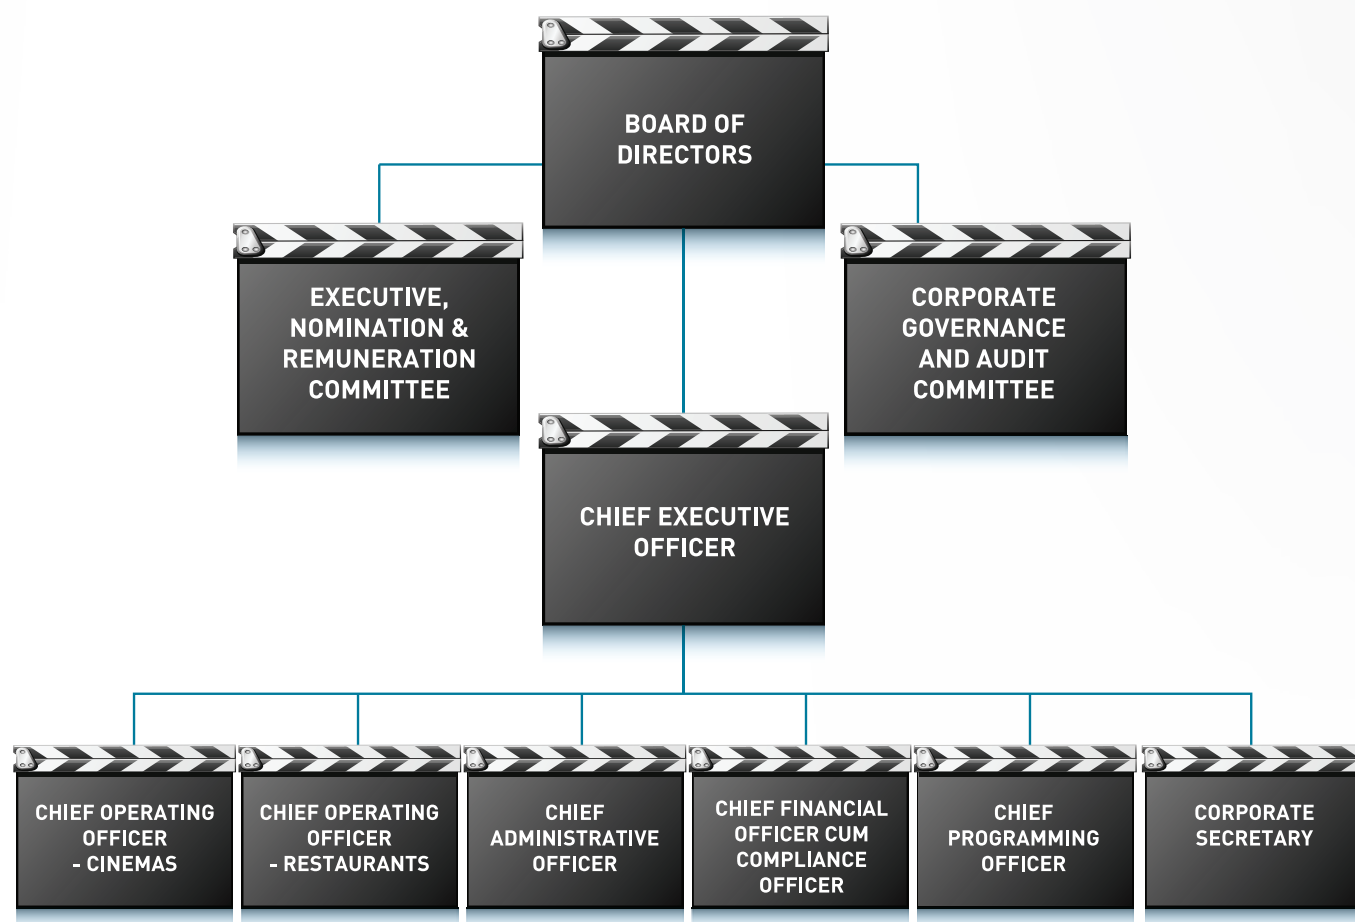 BOARD OF
DIRECTORS
EXECUTIVE,
NOMINATION &
REMUNERATION
COMMITTEE
CORPORATE
GOVERNANCE
AND AUDIT
COMMITTEE
CHIEF EXECUTIVE
OFFICER
CHIEF OPERATING
OFFICER
- CINEMAS
CHIEF OPERATING
OFFICER
- RESTAURANTS
CHIEF
ADMINISTRATIVE
OFFICER
CHIEF FINANCIAL
OFFICER CUM
COMPLIANCE
OFFICER
CHIEF
PROGRAMMING
OFFICER
CORPORATE
SECRETARY